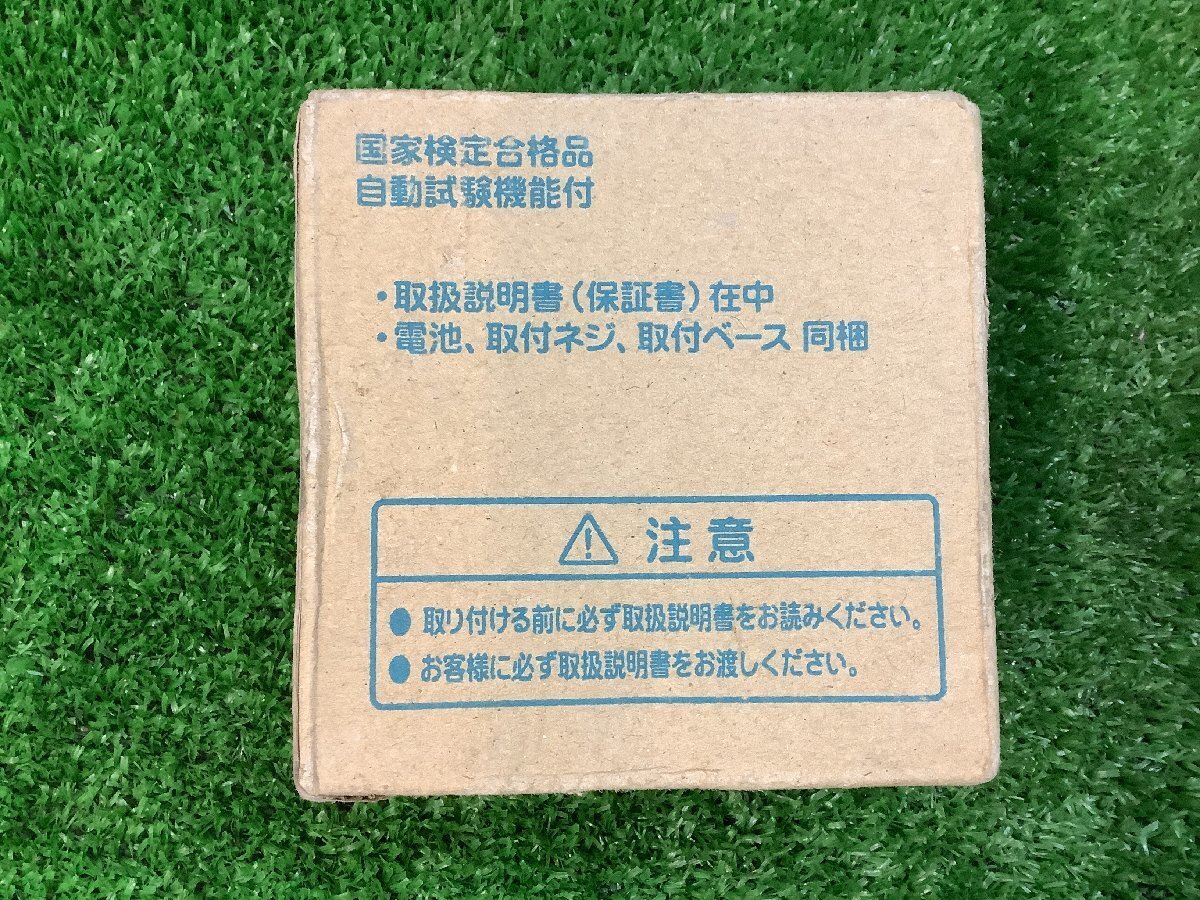 国家検定合格品
自動試験機能付
・取扱説明書(保証書)在中
・電池、取付ネジ、取付ベース 同梱
注意
●取り付ける前に必ず取扱説明書をお読みください。
●お客様に必ず取扱説明書をお渡しください。